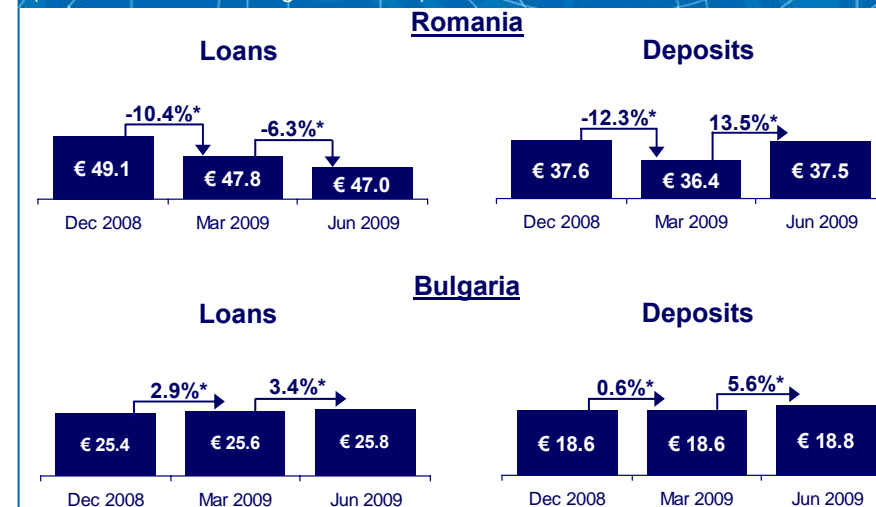 Romania
Loans
Deposits
-10.4%*
-6.3%*
-12.3%*
13.5%*
€ 49.1
€ 47.8
€ 47.0
€ 37.6
€ 36.4
€ 37.5
Dec 2008
Mar 2009
Jun 2009
Dec 2008
Mar 2009
Jun 2009
Bulgaria
Loans
Deposits
2.9%*
3.4%*
0.6%*
5.6%*
€ 25.4
€ 25.6
€ 25.8
€ 18.6
€ 18.6
€ 18.8
Dec 2008
Mar 2009
Jun 2009
Dec 2008
Mar 2009
Jun 2009